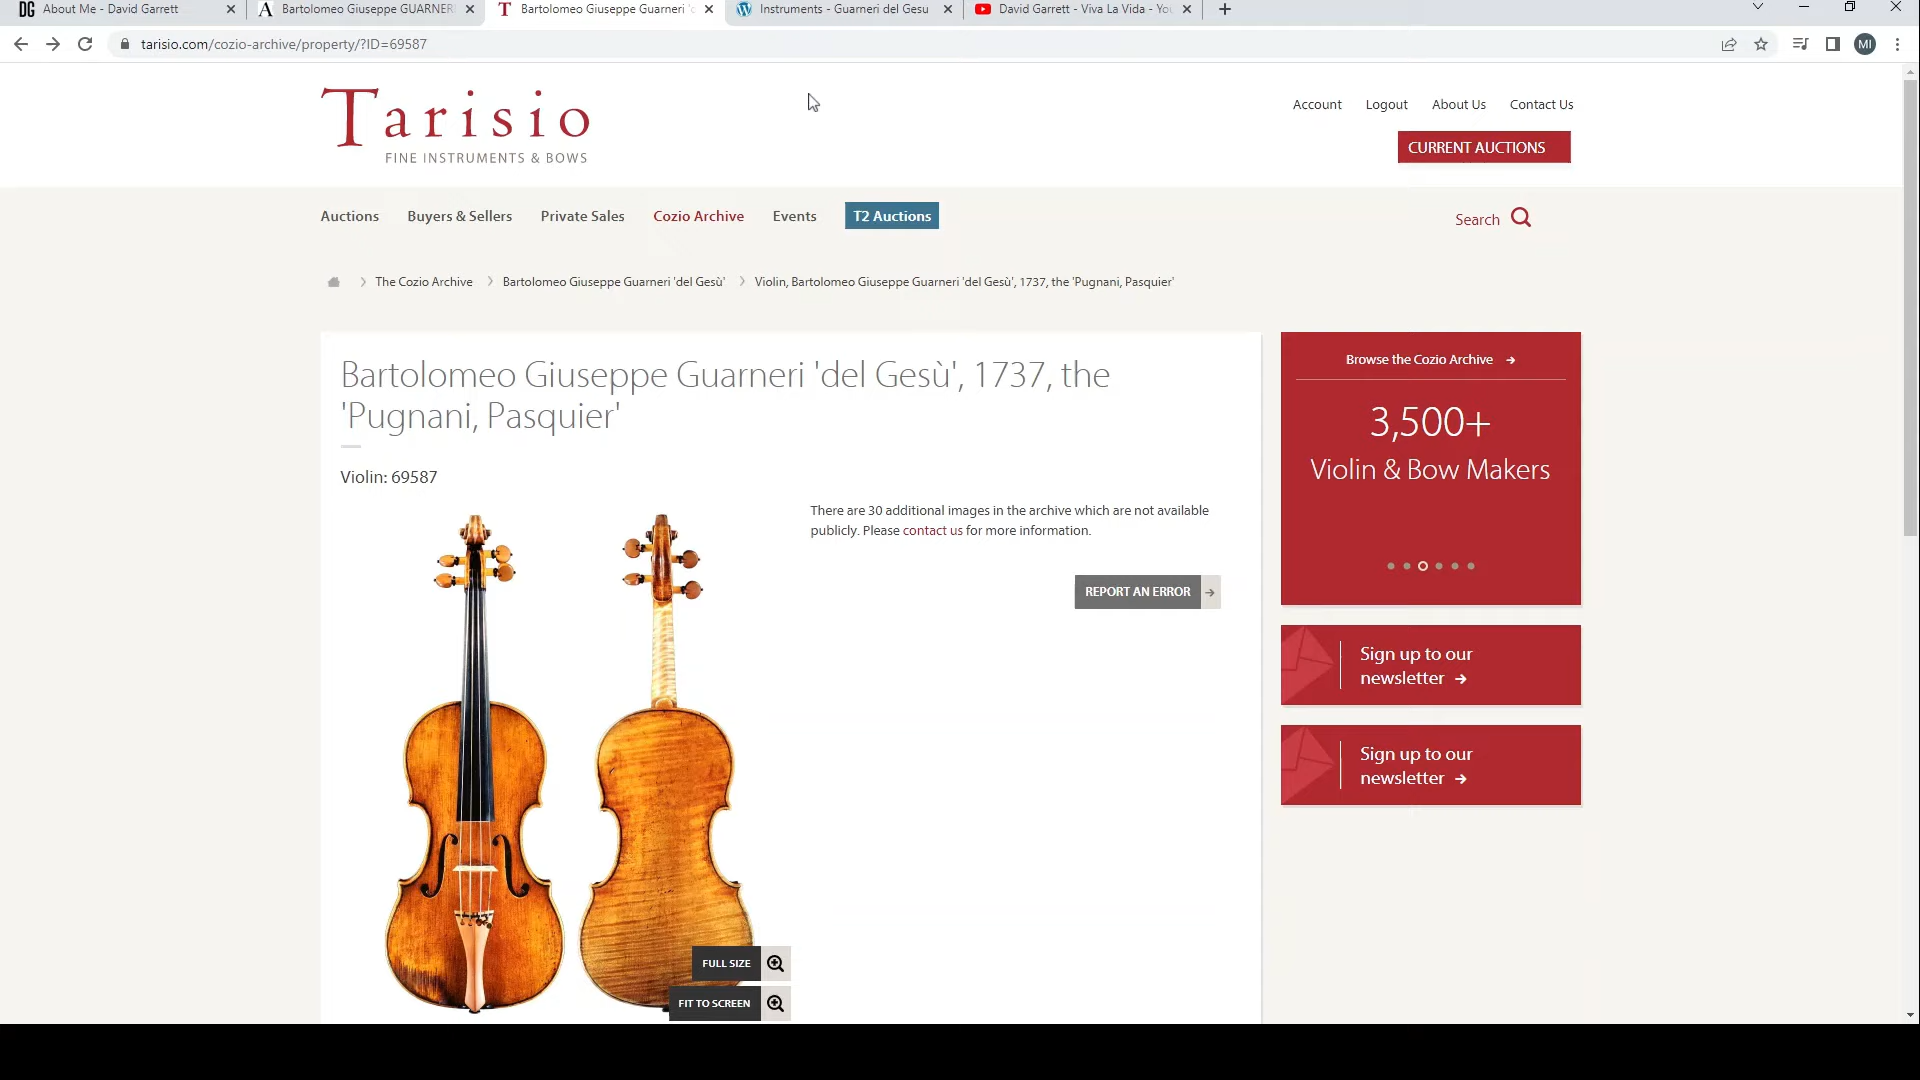 DG About Me - David Garrett
A Bartolomeo Giuseppe GUARNERI
T Bartolomeo Giuseppe Guarneri 'd
Instruments - Guarneri del Gesu
David Garrett - Viva La Vida - You
tarisio.com/cozio-archive/property/?ID=69587
MI
Tarisio
FINE INSTRUMENTS & BOWS
Account Logout About Us Contact Us
CURRENT AUCTIONS
Auctions Buyers & Sellers Private Sales Cozio Archive Events T2 Auctions
Search
The Cozio Archive Bartolomeo Giuseppe Guarneri 'del Gesù' Violin, Bartolomeo Giuseppe Guarneri 'del Gesù', 1737, the 'Pugnani, Pasquier'
Bartolomeo Giuseppe Guarneri 'del Gesù', 1737, the
'Pugnani, Pasquier'
Violin: 69587
There are 30 additional images in the archive which are not available
publicly. Please contact us for more information.
REPORT AN ERROR
FULL SIZE
FIT TO SCREEN
Browse the Cozio Archive
3,500+
Violin & Bow Makers
Sign up to our
newsletter
Sign up to our
newsletter